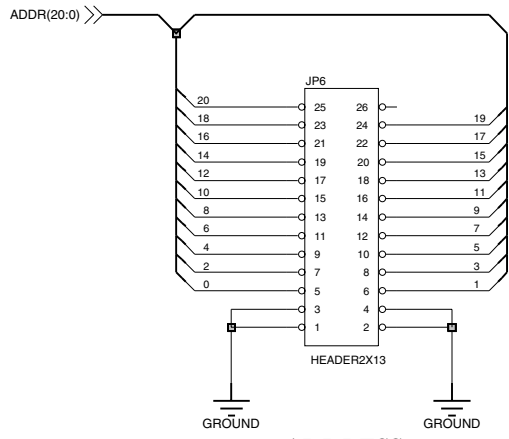 ADDR(20:0)
JP6
20 25 26
18 23 24 19
16 21 22 17
14 19 20 15
12 17 18 13
10 15 16 11
8 13 14 9
6 11 12 7
4 9 10 5
2 7 8 3
0 5 6 1
3 4
1 2
HEADER2X13
GROUND GROUND